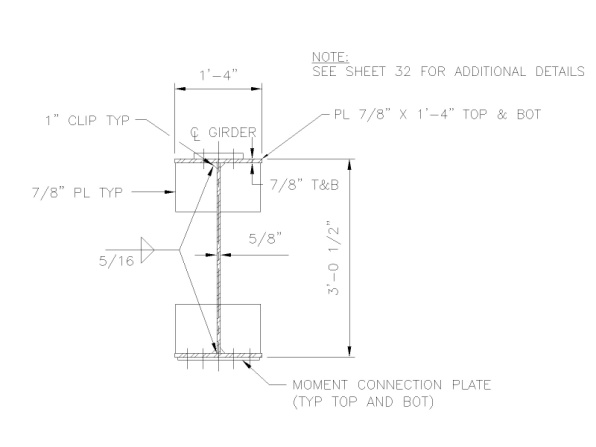 NOTE:
SEE SHEET 32 FOR ADDITIONAL DETAILS
1'-4"
1" CLIP TYP
℄ GIRDER
PL 7/8" X 1'-4" TOP & BOT
7/8" PL TYP
7/8" T&B
5/8"
5/16
3'-0 1/2"
MOMENT CONNECTION PLATE
(TYP TOP AND BOT)